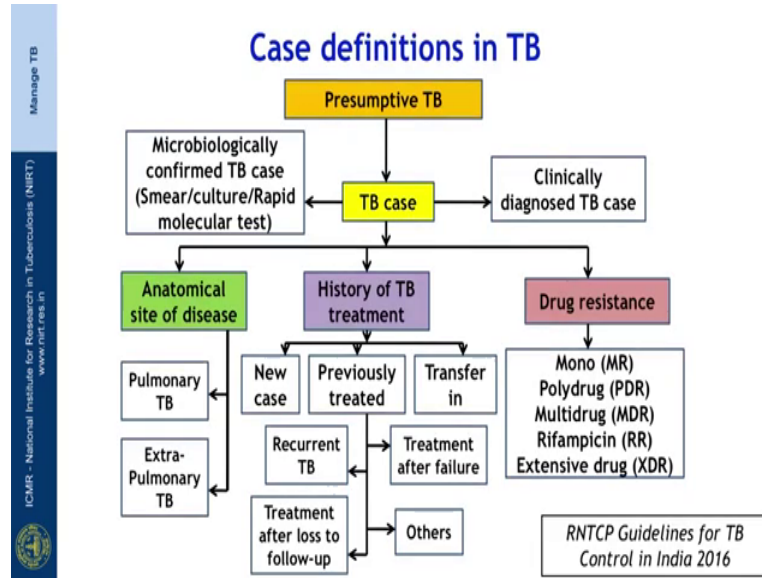 Manage TB
ICMR - National Institute for Research in Tuberculosis (NIRT)
www.nirt.res.in
Case definitions in TB
Presumptive TB
Microbiologically
confirmed TB case
(Smear/culture/Rapid
molecular test)
TB case
Clinically
diagnosed TB case
Anatomical
site of disease
History of TB
treatment
Drug resistance
Pulmonary
TB
Extra-
Pulmonary
TB
New
case
Previously
treated
Transfer
in
Recurrent
TB
Treatment
after failure
Treatment
after loss to
follow-up
Others
Mono (MR)
Polydrug (PDR)
Multidrug (MDR)
Rifampicin (RR)
Extensive drug (XDR)
RNTCP Guidelines for TB
Control in India 2016